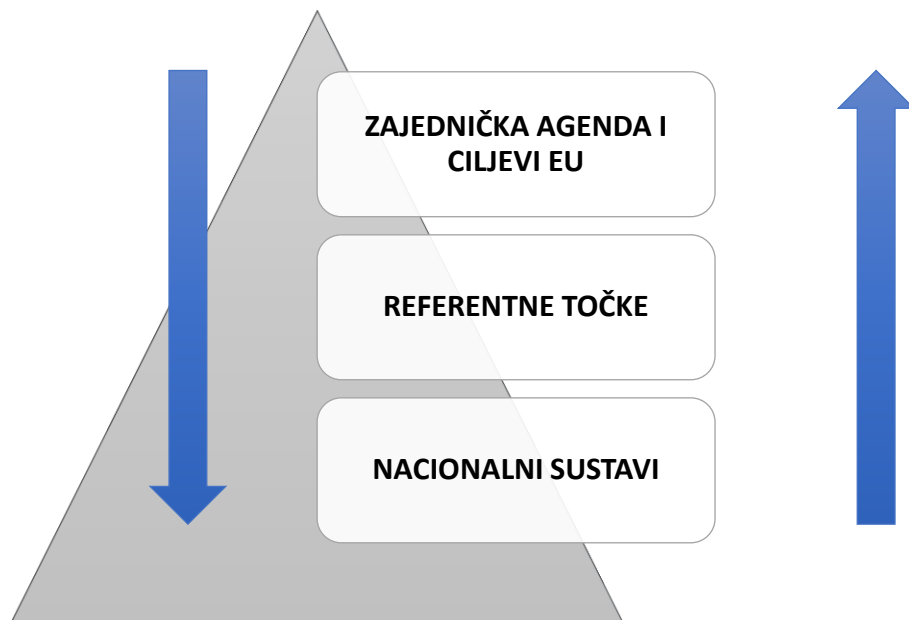 ZAJEDNIČKA AGENDA I
CILJEVI EU
REFERENTNE TOČKE
NACIONALNI SUSTAVI